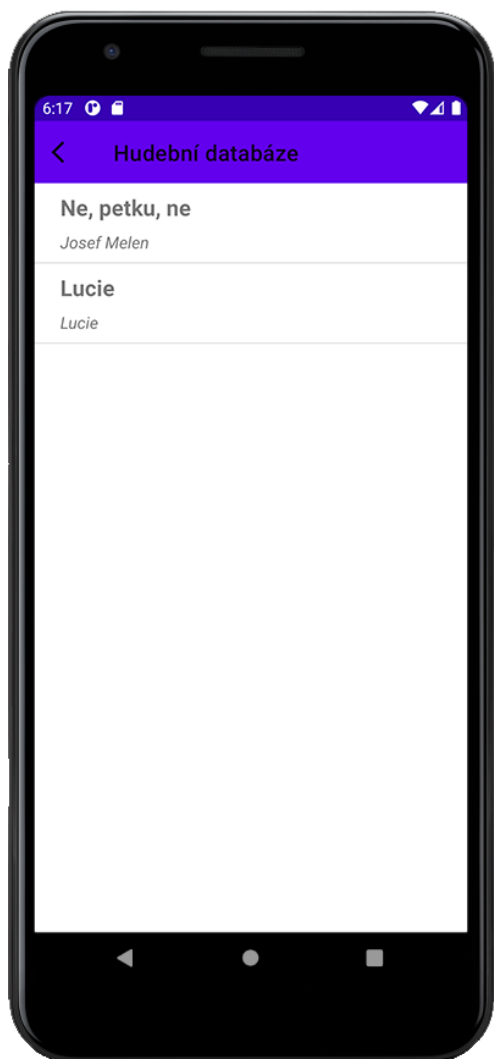 6:17
Hudební databáze
Ne, petku, ne
Josef Melen
Lucie
Lucie